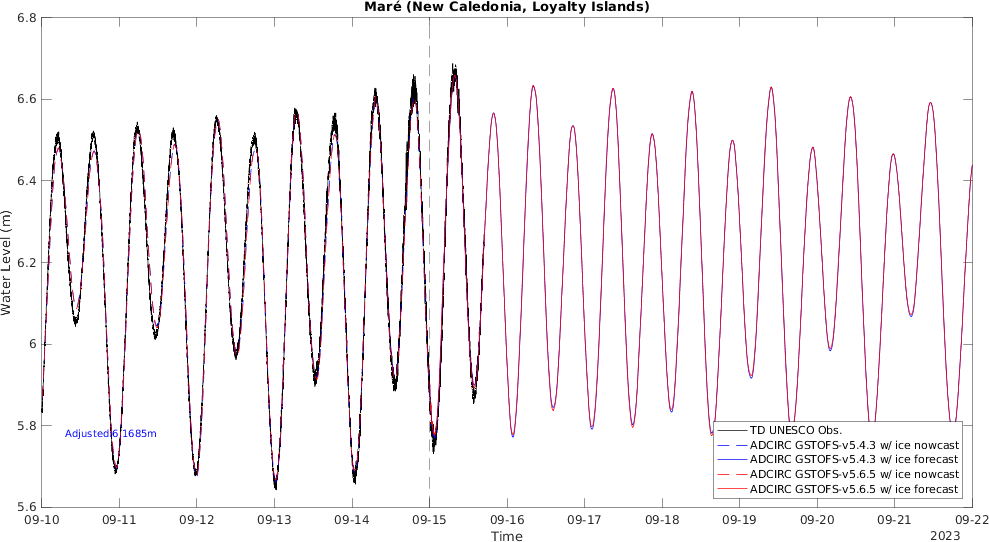 Maré (New Caledonia, Loyalty Islands)
6.8
6.6
6.4
6.2
6
5.8
5.6
Water Level (m)
Adjusted:6.1685m
TD UNESCO Obs.
ADCIRC GSTOFS-v5.4.3 w/ ice nowcast
ADCIRC GSTOFS-v5.4.3 w/ ice forecast
ADCIRC GSTOFS-v5.6.5 w/ ice nowcast
ADCIRC GSTOFS-v5.6.5 w/ ice forecast
09-10 09-11 09-12 09-13 09-14 09-15 09-16 09-17 09-18 09-19 09-20 09-21 09-22
Time
2023